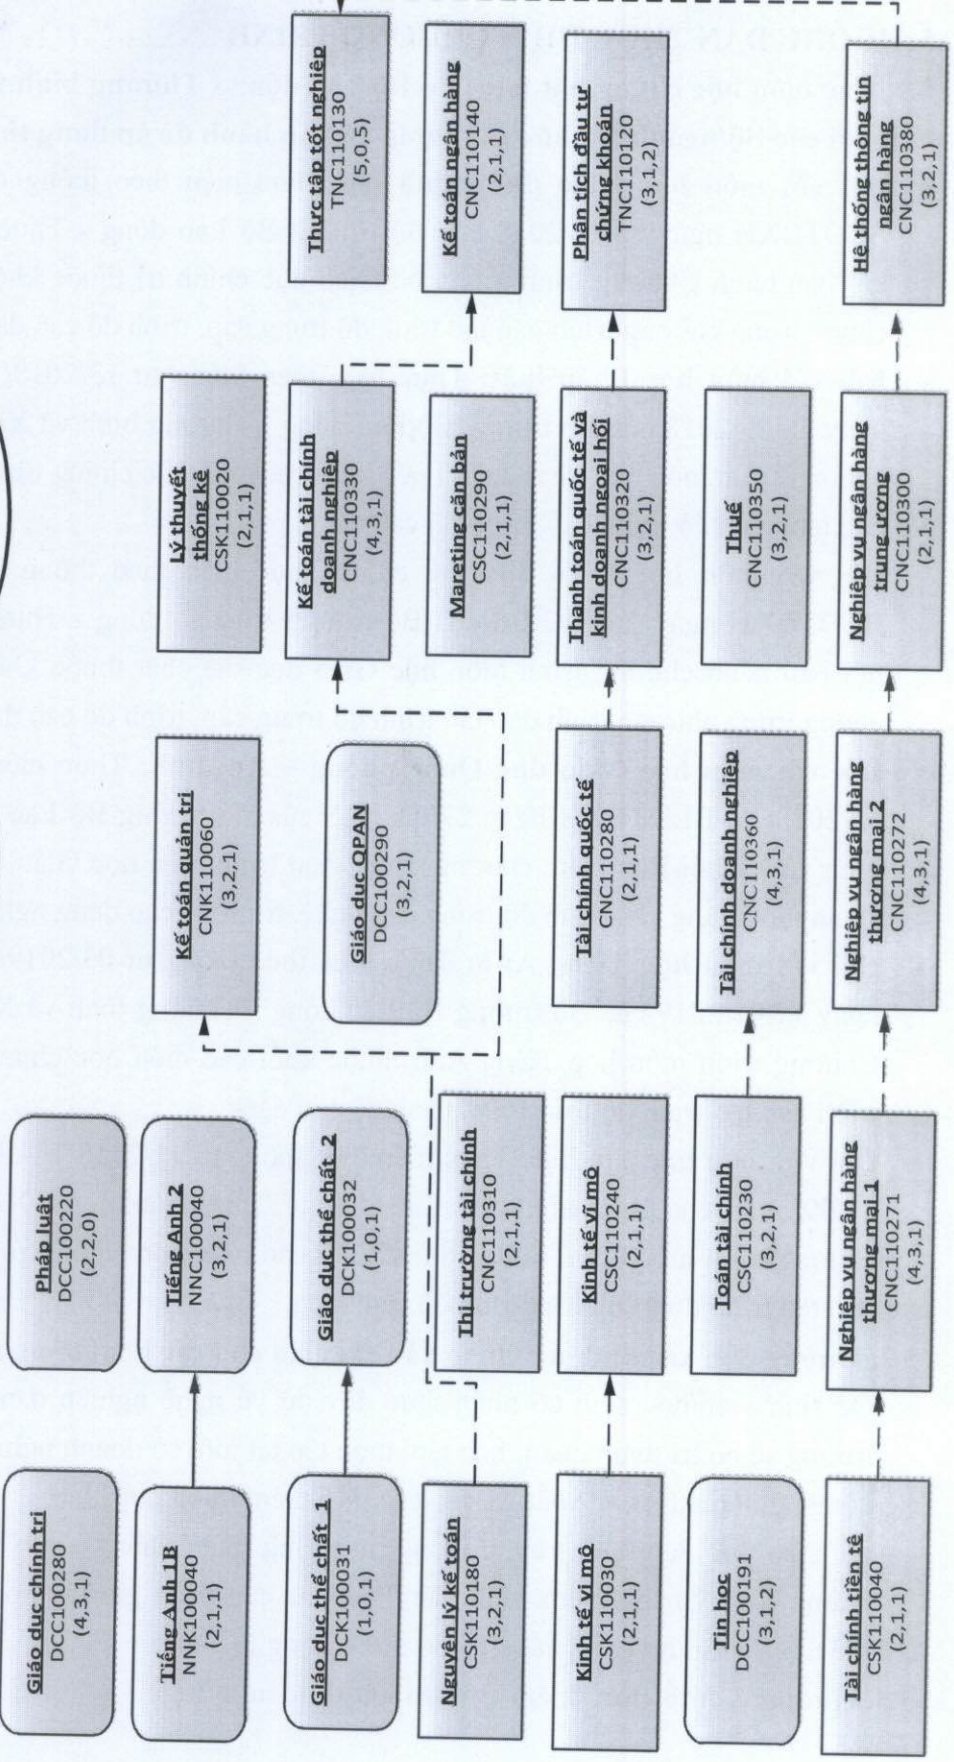 Giáo dục chính trị
DCC100280
(4,3,1)
Tiếng Anh 1B
NNK100040
(2,1,1)
Giáo dục thể chất 1
DCK100031
(1,0,1)
Nguyên lý kế toán
CSK110180
(3,2,1)
Kinh tế vi mô
CSK110030
(2,1,1)
Tin học
DCC100191
(3,1,2)
Tài chính tiền tệ
CSK110040
(2,1,1)
Pháp luật
DCC100220
(2,2,0)
Tiếng Anh 2
NNC100040
(3,2,1)
Giáo dục thể chất 2
DCK100032
(1,0,1)
Thị trường tài chính
CNC110310
(2,1,1)
Kinh tế vĩ mô
CSC110240
(2,1,1)
Toán tài chính
CSC110230
(3,2,1)
Nghiệp vụ ngân hàng
thương mại 1
CNC110271
(4,3,1)
Kế toán quản trị
CNK110060
(3,2,1)
Giáo dục QPAN
DCC100290
(3,2,1)
Tài chính quốc tế
CNC110280
(2,1,1)
Tài chính doanh nghiệp
CNC110360
(4,3,1)
Nghiệp vụ ngân hàng
thương mại 2
CNC110272
(4,3,1)
Lý thuyết
thống kê
CSK110020
(2,1,1)
Kế toán tài chính
doanh nghiệp
CNC110330
(4,3,1)
Mareting căn bản
CSC110290
(2,1,1)
Thanh toán quốc tế và
kinh doanh ngoại hối
CNC110320
(3,2,1)
Thuế
CNC110350
(3,2,1)
Nghiệp vụ ngân hàng
trung ương
CNC110300
(2,1,1)
Thực tập tốt nghiệp
TNC110130
(5,0,5)
Kế toán ngân hàng
CNC110140
(2,1,1)
Phân tích đầu tư
chứng khoán
TNC110120
(3,1,2)
Hệ thống thông tin
ngân hàng
CNC110380
(3,2,1)